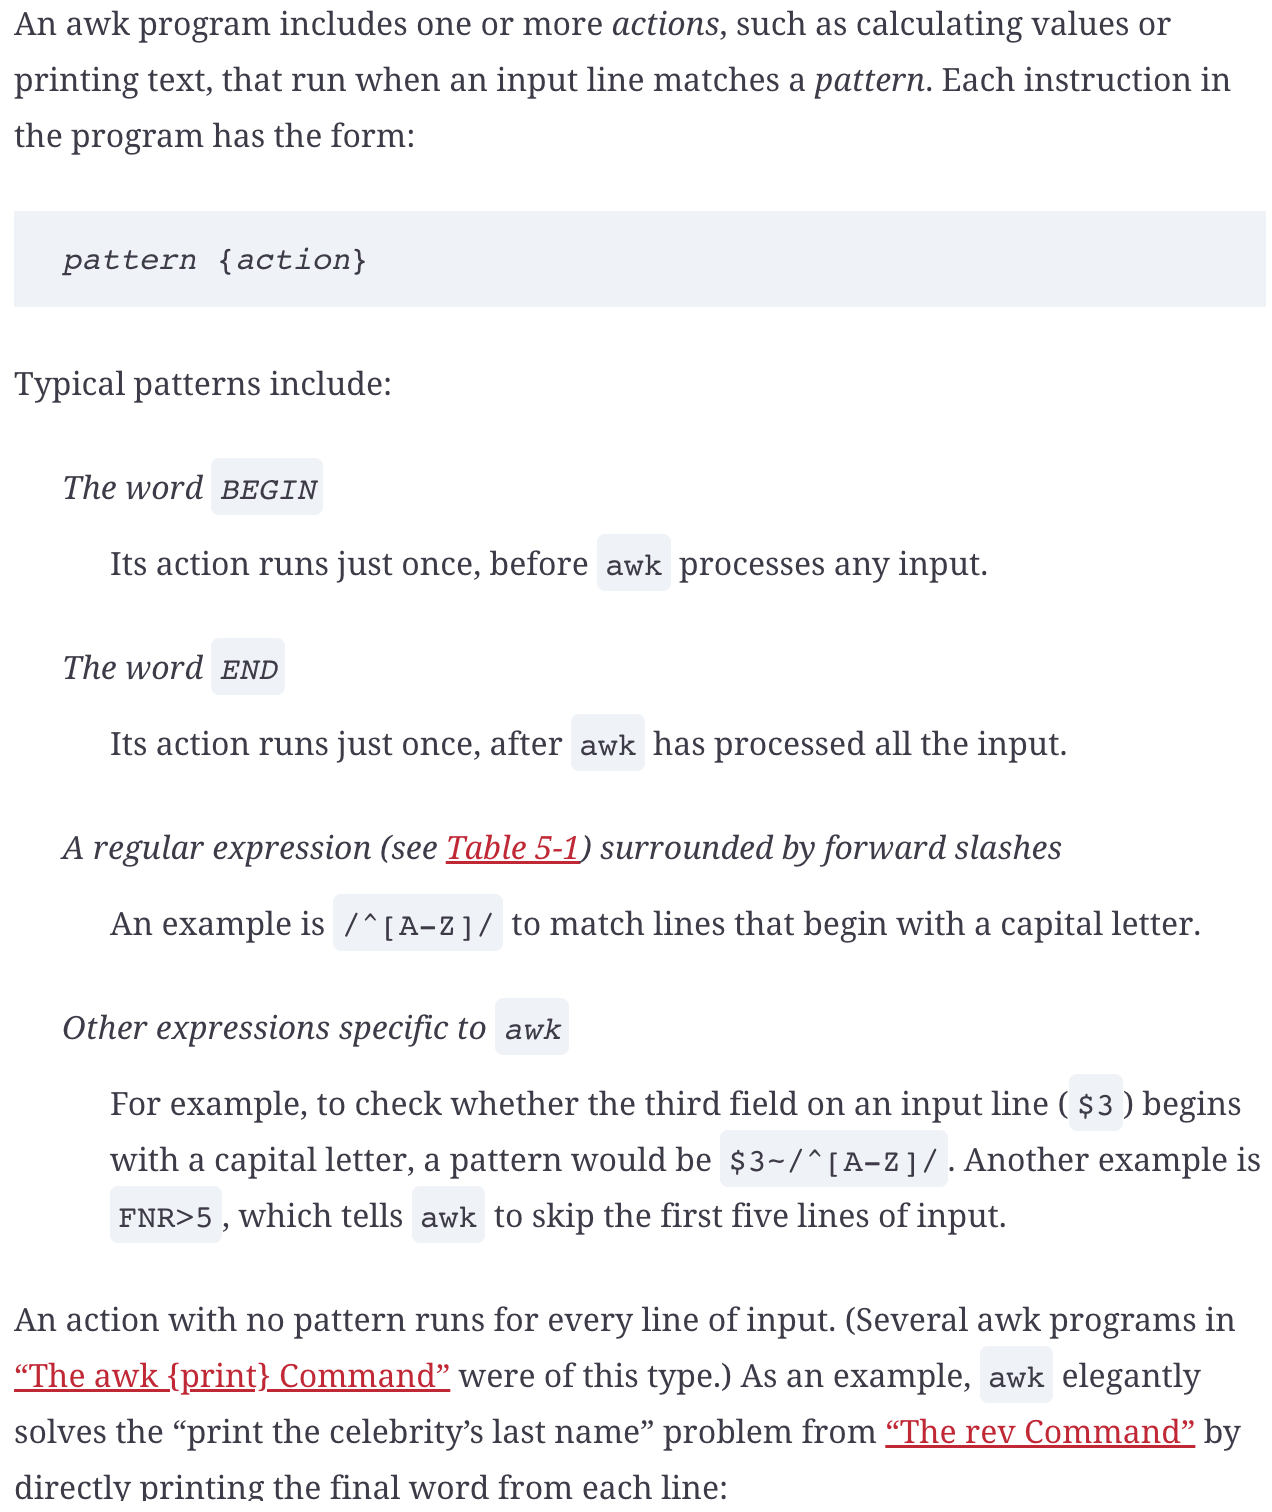 An awk program includes one or more actions, such as calculating values or
printing text, that run when an input line matches a pattern. Each instruction in
the program has the form:
pattern {action}
Typical patterns include:
The word BEGIN
Its action runs just once, before awk processes any input.
The word END
Its action runs just once, after awk has processed all the input.
A regular expression (see Table 5-1) surrounded by forward slashes
An example is /^[A-Z]/ to match lines that begin with a capital letter.
Other expressions specific to awk
For example, to check whether the third field on an input line ($3) begins
with a capital letter, a pattern would be $3~/^[A-Z]/. Another example is
FNR>5, which tells awk to skip the first five lines of input.
An action with no pattern runs for every line of input. (Several awk programs in
“The awk {print} Command” were of this type.) As an example, awk elegantly
solves the “print the celebrity’s last name” problem from “The rev Command” by
directly printing the final word from each line: